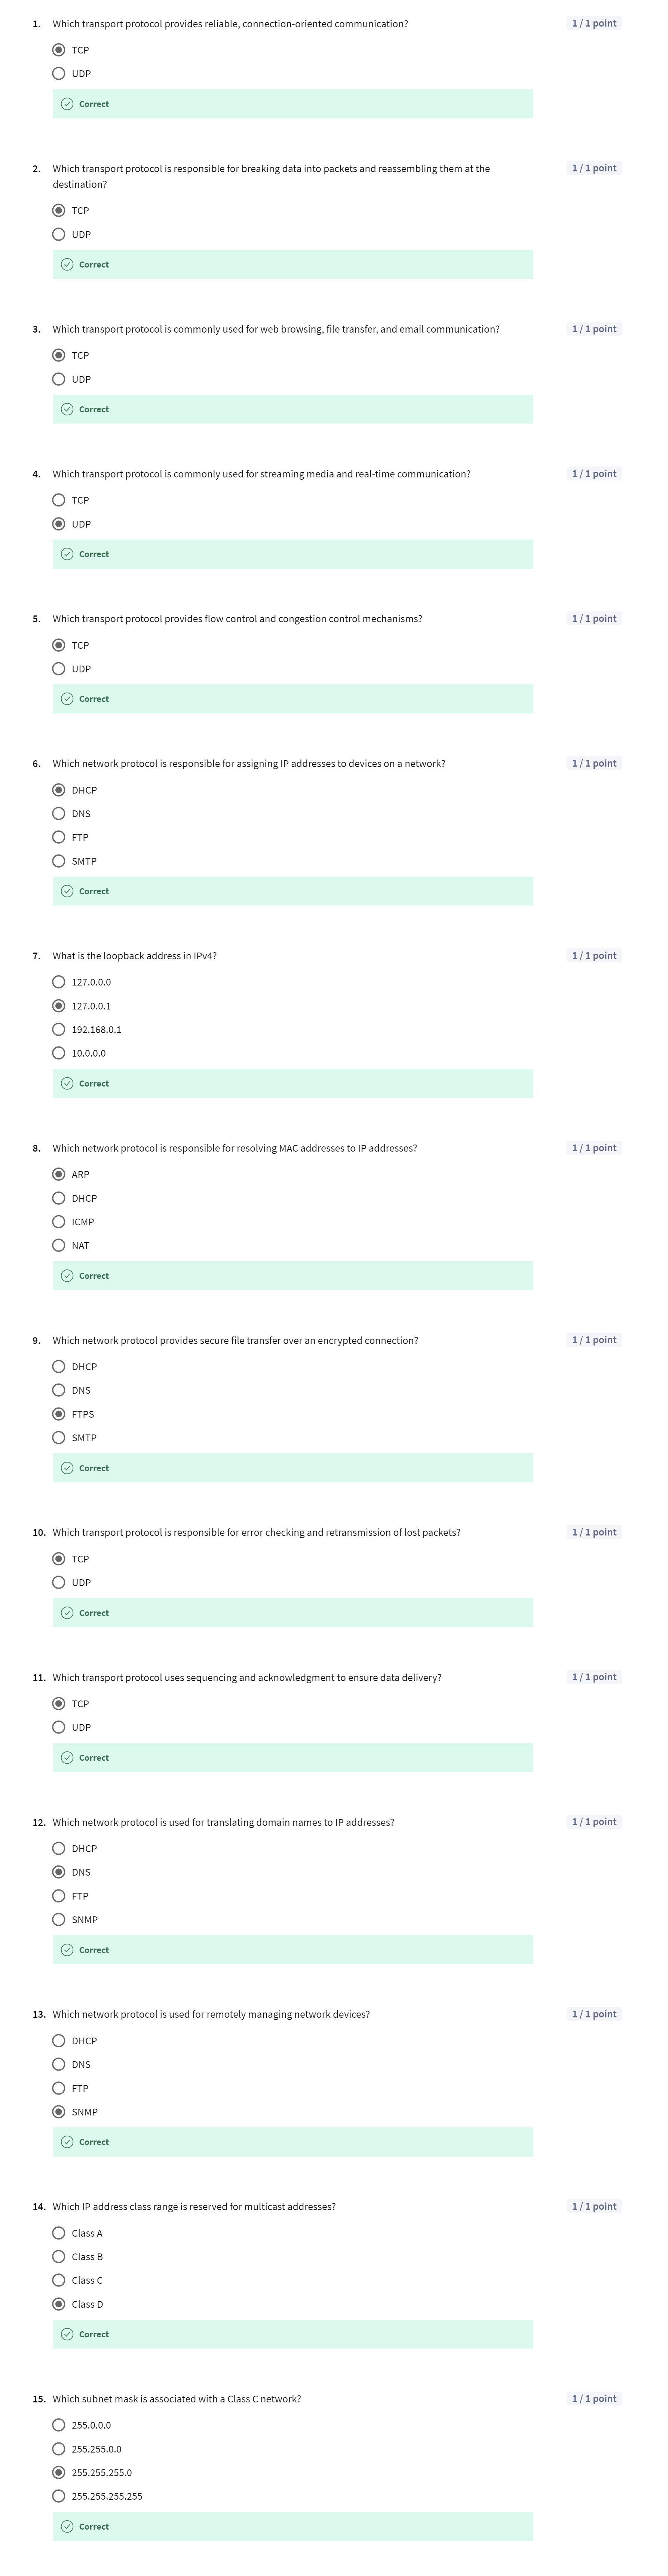 1. Which transport protocol provides reliable, connection-oriented communication? 1 / 1 point
TCP
UDP
Correct
2. Which transport protocol is responsible for breaking data into packets and reassembling them at the 1 / 1 point
destination?
TCP
UDP
Correct
3. Which transport protocol is commonly used for web browsing, file transfer, and email communication? 1 / 1 point
TCP
UDP
Correct
4. Which transport protocol is commonly used for streaming media and real-time communication? 1 / 1 point
TCP
UDP
Correct
5. Which transport protocol provides flow control and congestion control mechanisms? 1 / 1 point
TCP
UDP
Correct
6. Which network protocol is responsible for assigning IP addresses to devices on a network? 1 / 1 point
DHCP
DNS
FTP
SMTP
Correct
7. What is the loopback address in IPv4? 1 / 1 point
127.0.0.0
127.0.0.1
192.168.0.1
10.0.0.0
Correct
8. Which network protocol is responsible for resolving MAC addresses to IP addresses? 1 / 1 point
ARP
DHCP
ICMP
NAT
Correct
9. Which network protocol provides secure file transfer over an encrypted connection? 1 / 1 point
DHCP
DNS
FTPS
SMTP
Correct
10. Which transport protocol is responsible for error checking and retransmission of lost packets? 1 / 1 point
TCP
UDP
Correct
11. Which transport protocol uses sequencing and acknowledgment to ensure data delivery? 1 / 1 point
TCP
UDP
Correct
12. Which network protocol is used for translating domain names to IP addresses? 1 / 1 point
DHCP
DNS
FTP
SNMP
Correct
13. Which network protocol is used for remotely managing network devices? 1 / 1 point
DHCP
DNS
FTP
SNMP
Correct
14. Which IP address class range is reserved for multicast addresses? 1 / 1 point
Class A
Class B
Class C
Class D
Correct
15. Which subnet mask is associated with a Class C network? 1 / 1 point
255.0.0.0
255.255.0.0
255.255.255.0
255.255.255.255
Correct